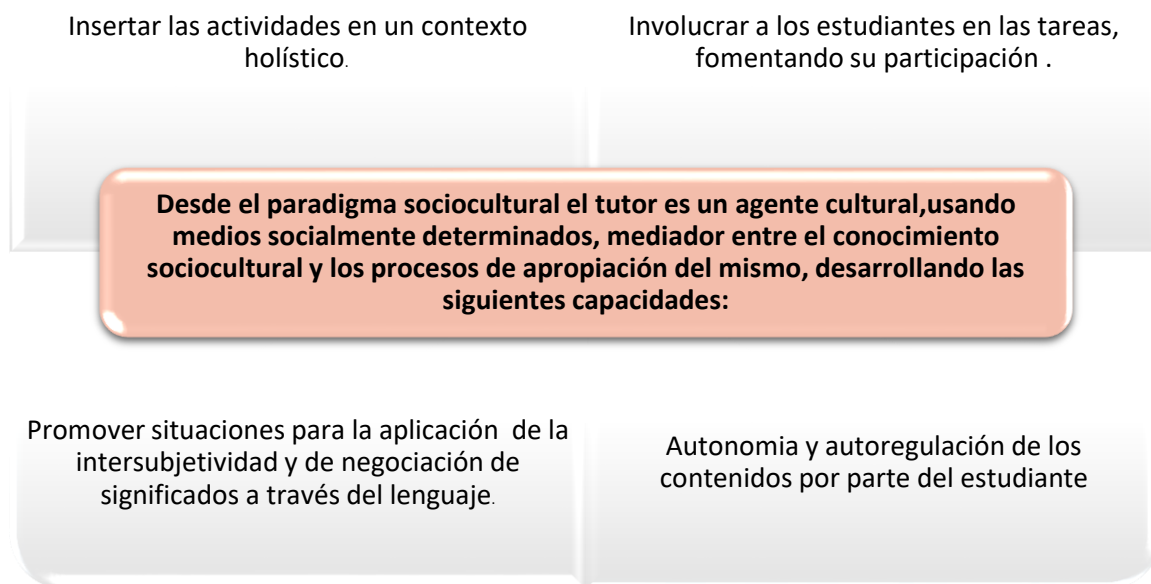 Insertar las actividades en un contexto
holístico.
Involucrar a los estudiantes en las tareas,
fomentando su participación .
Desde el paradigma sociocultural el tutor es un agente cultural,usando
medios socialmente determinados, mediador entre el conocimiento
sociocultural y los procesos de apropiación del mismo, desarrollando las
siguientes capacidades:
Promover situaciones para la aplicación  de la
intersubjetividad y de negociación de
significados a través del lenguaje.
Autonomia y autoregulación de los
contenidos por parte del estudiante